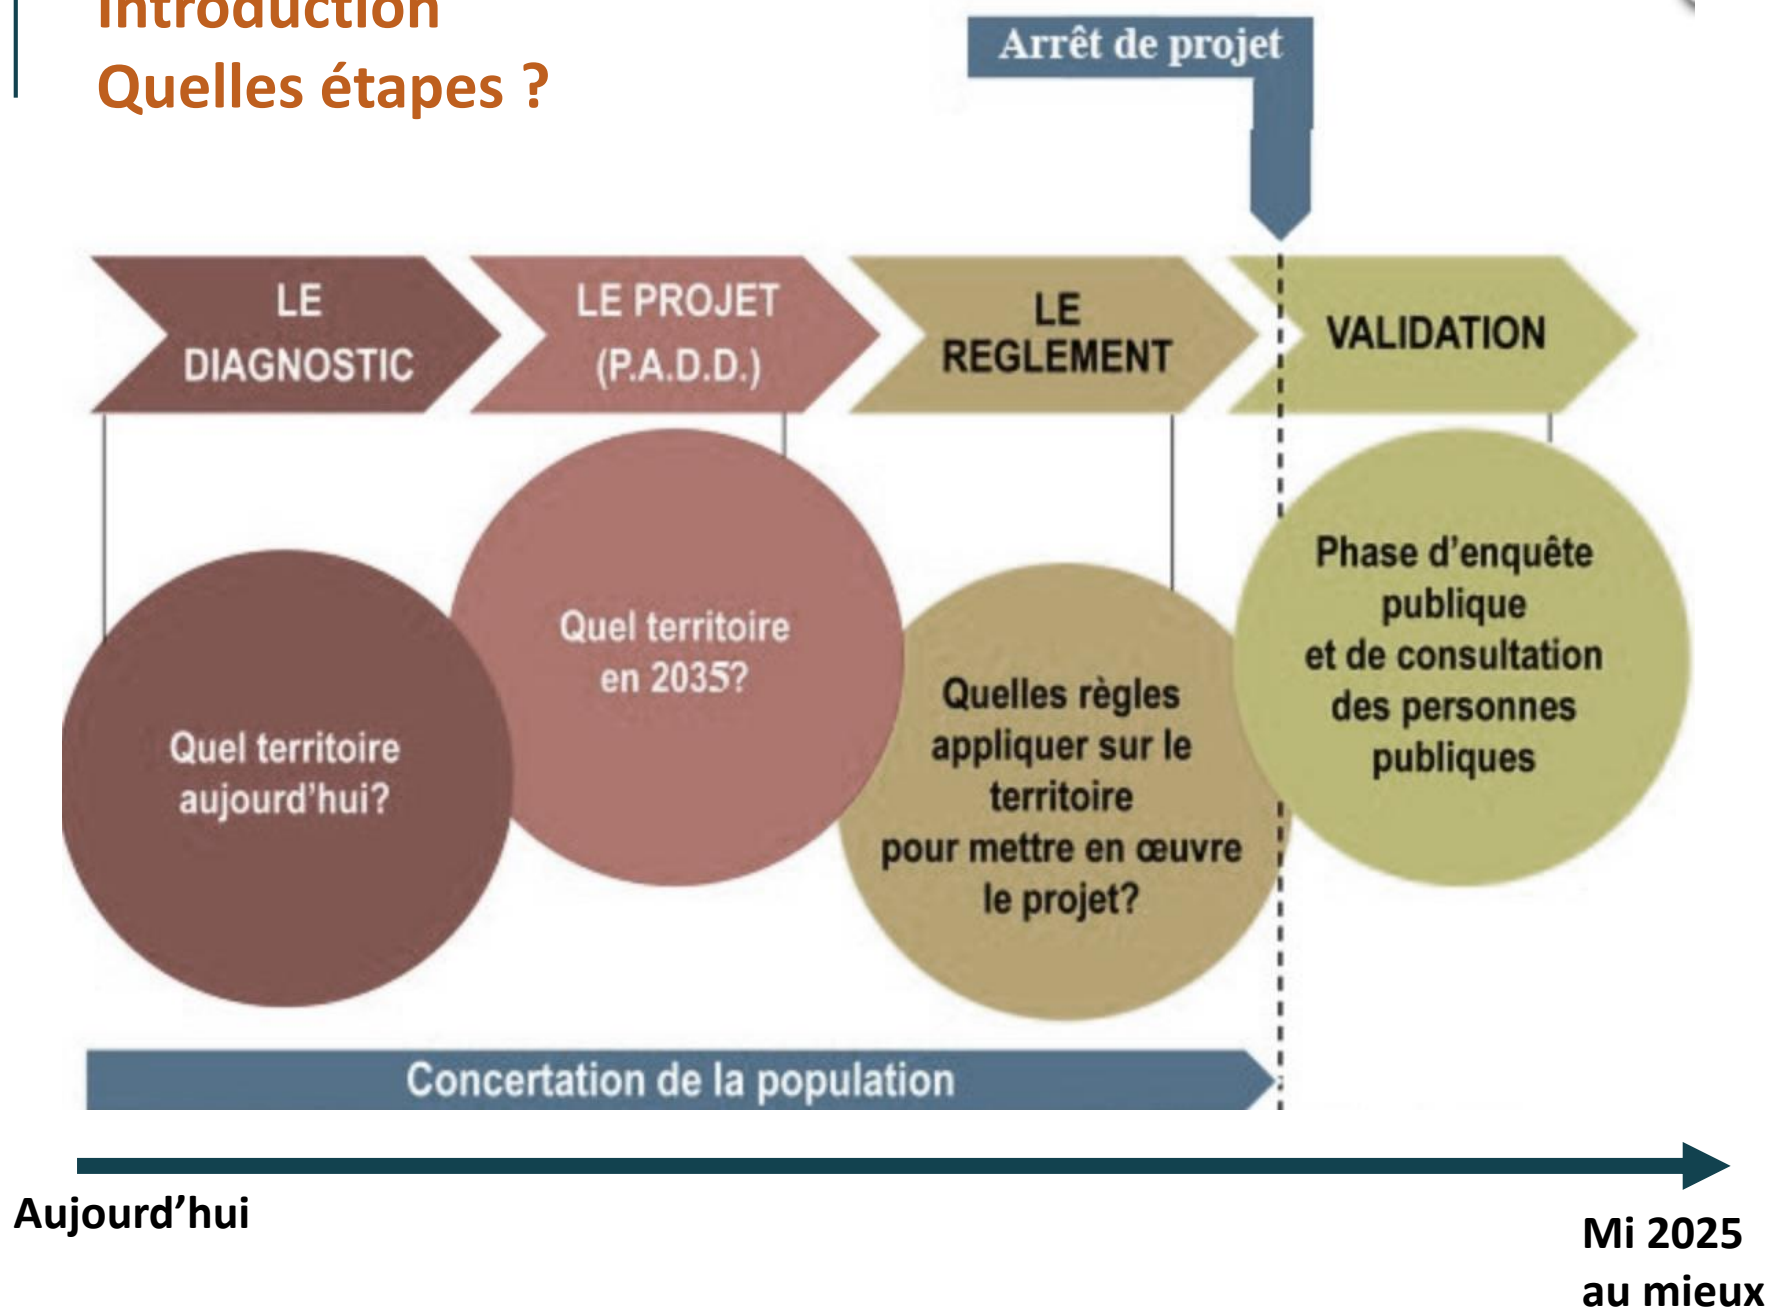 Introduction
Quelles étapes ?
Arrêt de projet
LE
DIAGNOSTIC
LE PROJET
(P.A.D.D.)
LE
REGLEMENT
VALIDATION
Quel territoire
aujourd’hui?
Quel territoire
en 2035?
Quelles règles
appliquer sur le
territoire
pour mettre en œuvre
le projet?
Phase d’enquête
publique
et de consultation
des personnes
publiques
Concertation de la population
Aujourd’hui
Mi 2025
au mieux